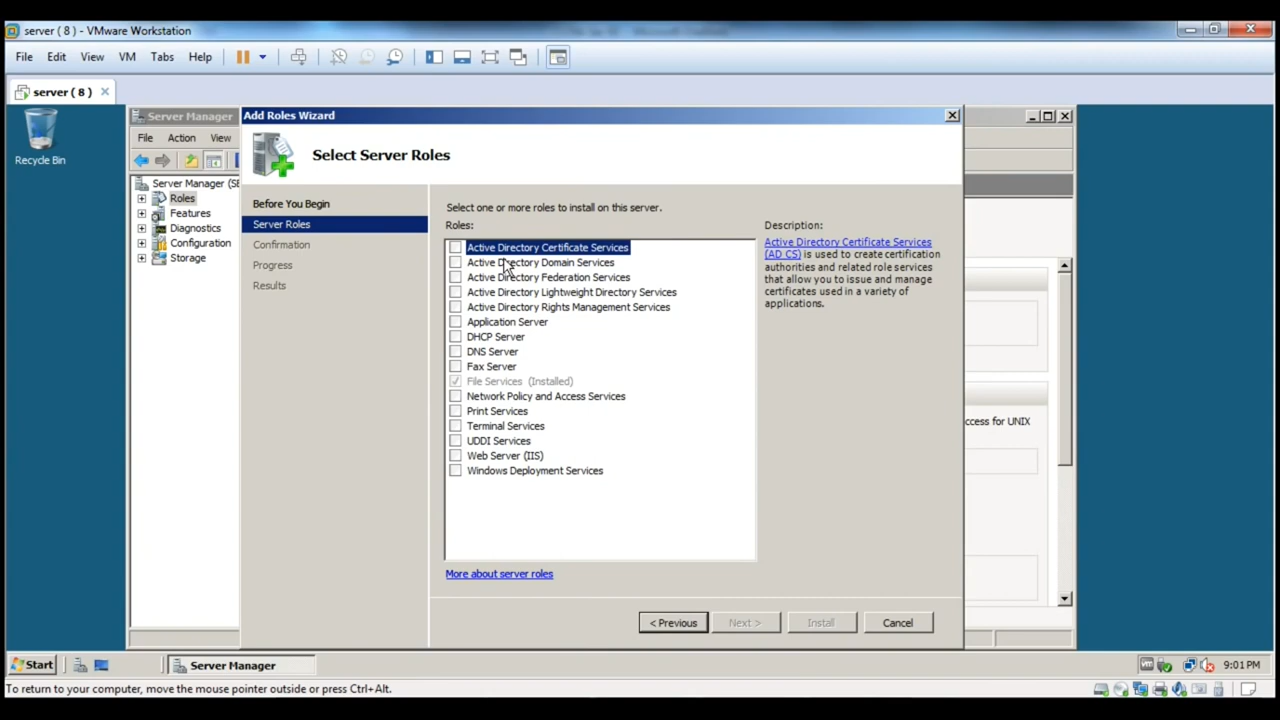 server ( 8 ) - VMware Workstation
File Edit View VM Tabs Help
server ( 8 )
Recycle Bin
Server Manager
File Action View
Server Manager (SE
Roles
Features
Diagnostics
Configuration
Storage
Add Roles Wizard
Select Server Roles
Before You Begin
Server Roles
Confirmation
Progress
Results
Select one or more roles to install on this server.
Roles:
Active Directory Certificate Services
Active Directory Domain Services
Active Directory Federation Services
Active Directory Lightweight Directory Services
Active Directory Rights Management Services
Application Server
DHCP Server
DNS Server
Fax Server
File Services (Installed)
Network Policy and Access Services
Print Services
Terminal Services
UDDI Services
Web Server (IIS)
Windows Deployment Services
More about server roles
Description:
Active Directory Certificate Services
(AD CS) is used to create certification
authorities and related role services
that allow you to issue and manage
certificates used in a variety of
applications.
ccess for UNIX
< Previous Next > Install Cancel
Start Server Manager 9:01 PM
To return to your computer, move the mouse pointer outside or press Ctrl+Alt.